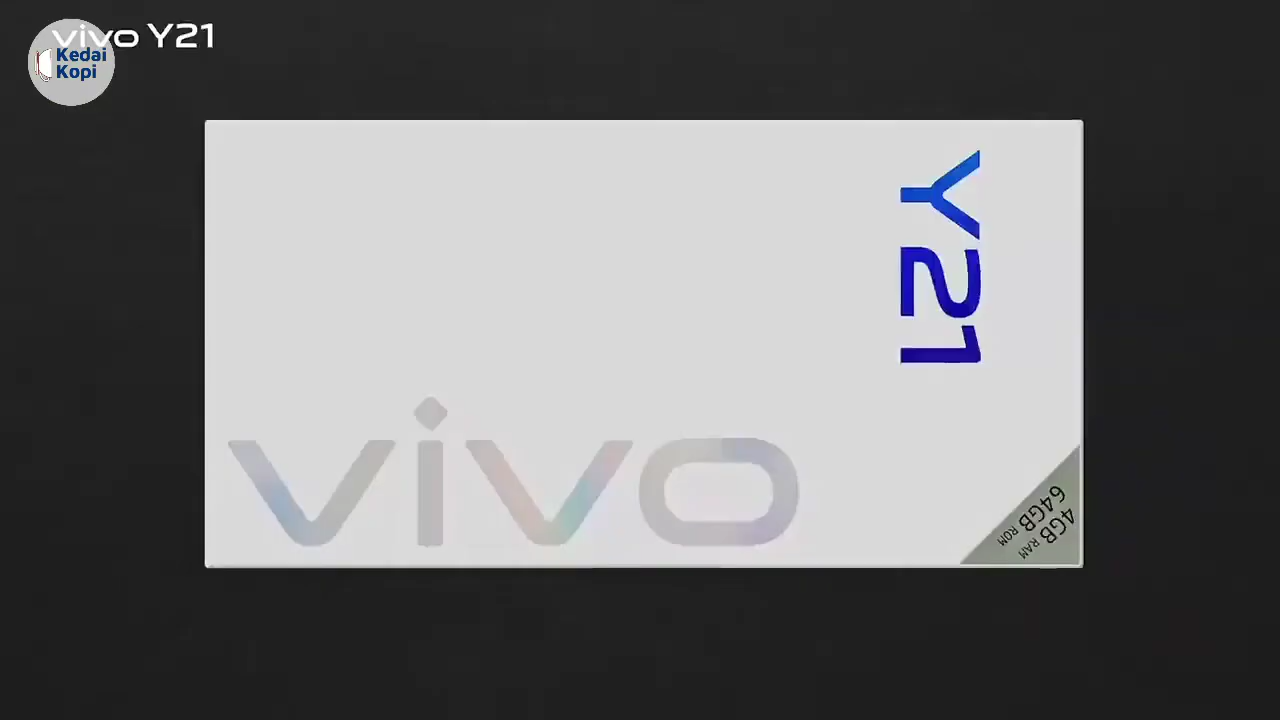 vivo Y21
Kedai
Kopi
Y21
vivo
64GB ROM
4GB RAM